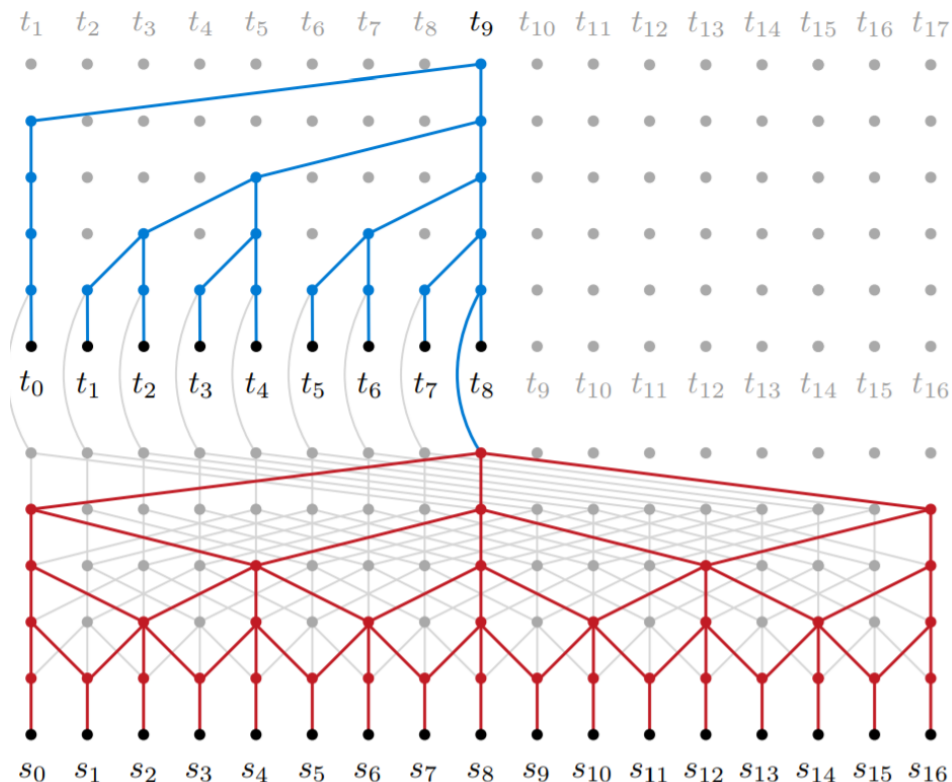 t₁ t₂ t₃ t₄ t₅ t₆ t₇ t₈ t₉ t₁₀ t₁₁ t₁₂ t₁₃ t₁₄ t₁₅ t₁₆ t₁₇
t₀ t₁ t₂ t₃ t₄ t₅ t₆ t₇ t₈ t₉ t₁₀ t₁₁ t₁₂ t₁₃ t₁₄ t₁₅ t₁₆
s₀ s₁ s₂ s₃ s₄ s₅ s₆ s₇ s₈ s₉ s₁₀ s₁₁ s₁₂ s₁₃ s₁₄ s₁₅ s₁₆